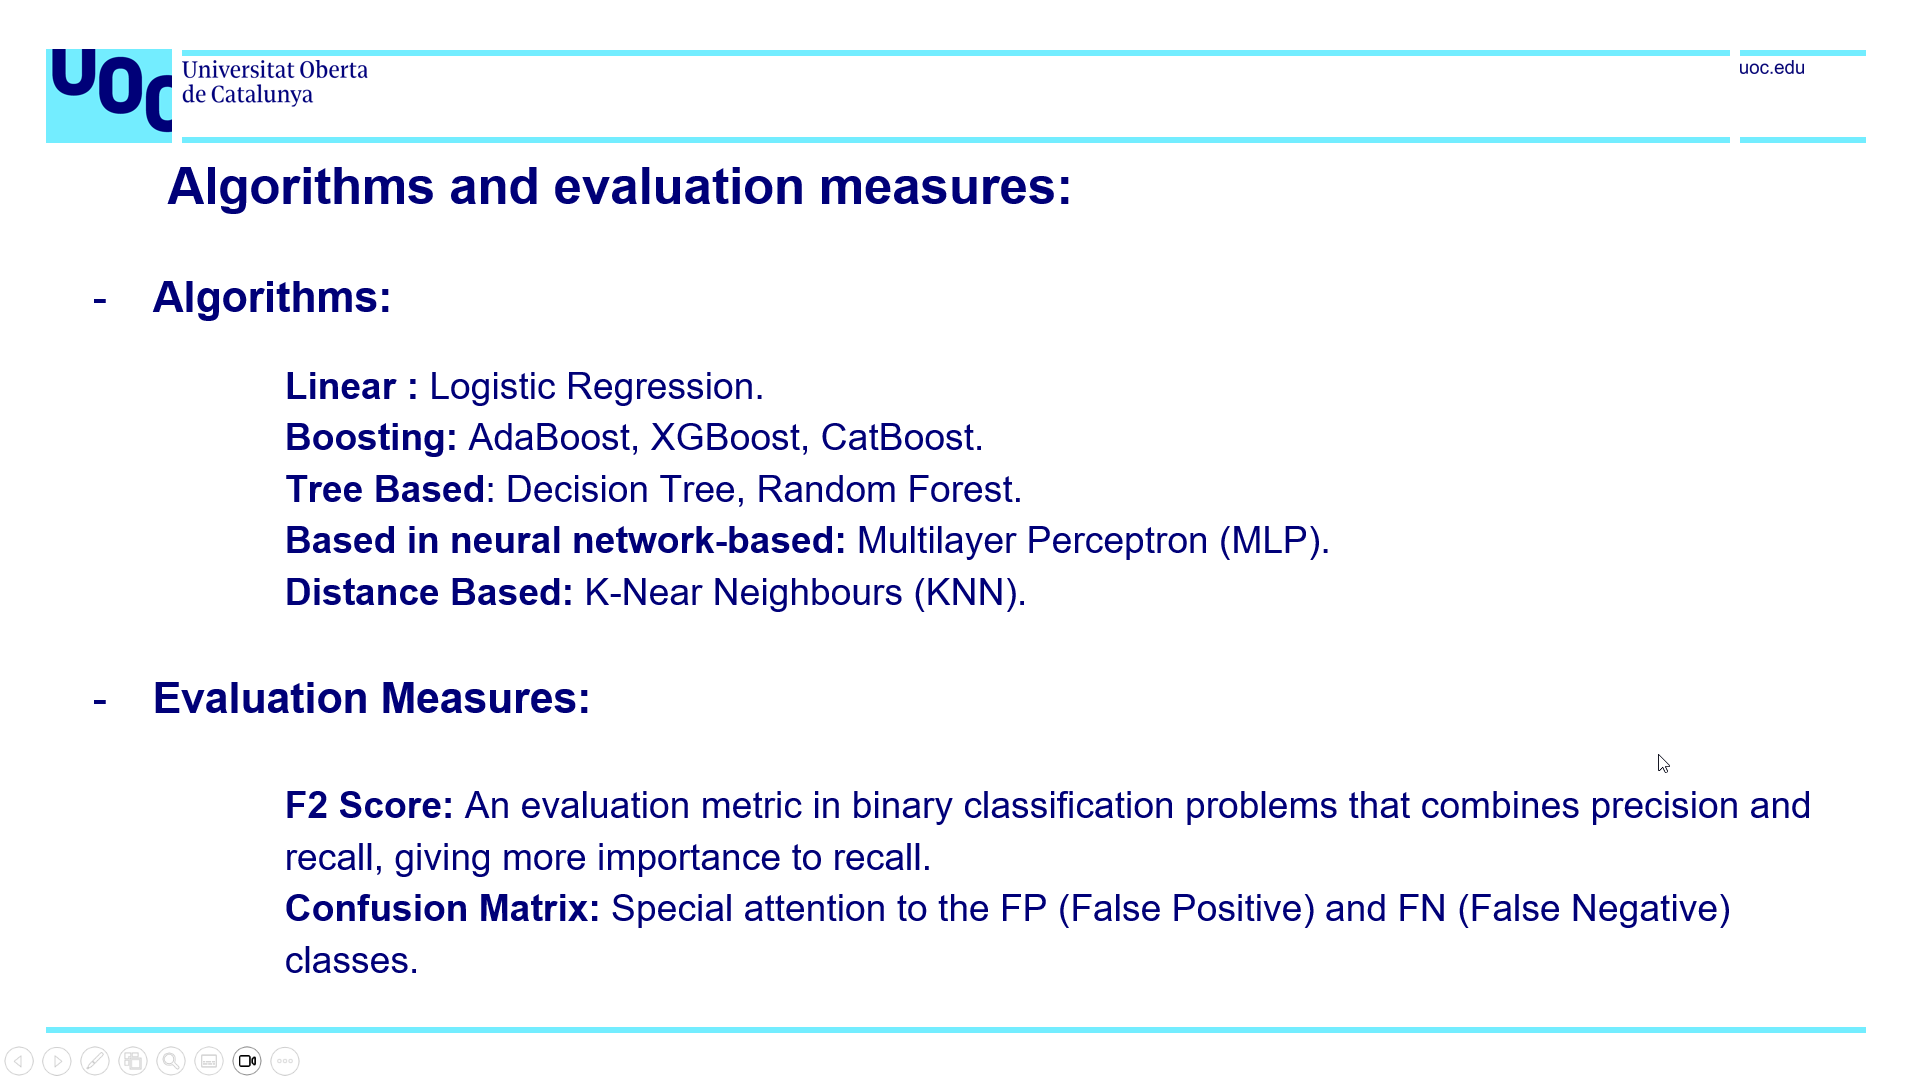 UOC
Universitat Oberta
de Catalunya
uoc.edu
Algorithms and evaluation measures:
- Algorithms:
Linear : Logistic Regression.
Boosting: AdaBoost, XGBoost, CatBoost.
Tree Based: Decision Tree, Random Forest.
Based in neural network-based: Multilayer Perceptron (MLP).
Distance Based: K-Near Neighbours (KNN).
- Evaluation Measures:
F2 Score: An evaluation metric in binary classification problems that combines precision and
recall, giving more importance to recall.
Confusion Matrix: Special attention to the FP (False Positive) and FN (False Negative)
classes.